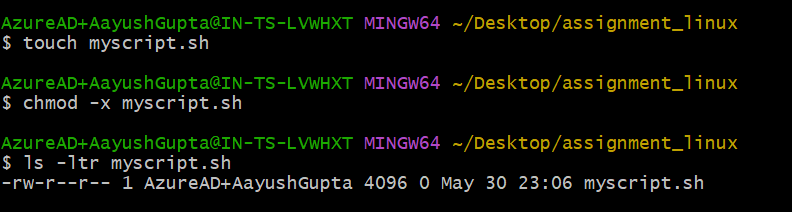 AzureAD+AayushGupta@IN-TS-LVWHXT MINGW64 ~/Desktop/assignment_linux
$ touch myscript.sh
AzureAD+AayushGupta@IN-TS-LVWHXT MINGW64 ~/Desktop/assignment_linux
$ chmod -x myscript.sh
AzureAD+AayushGupta@IN-TS-LVWHXT MINGW64 ~/Desktop/assignment_linux
$ ls -ltr myscript.sh
-rw-r--r-- 1 AzureAD+AayushGupta 4096 0 May 30 23:06 myscript.sh